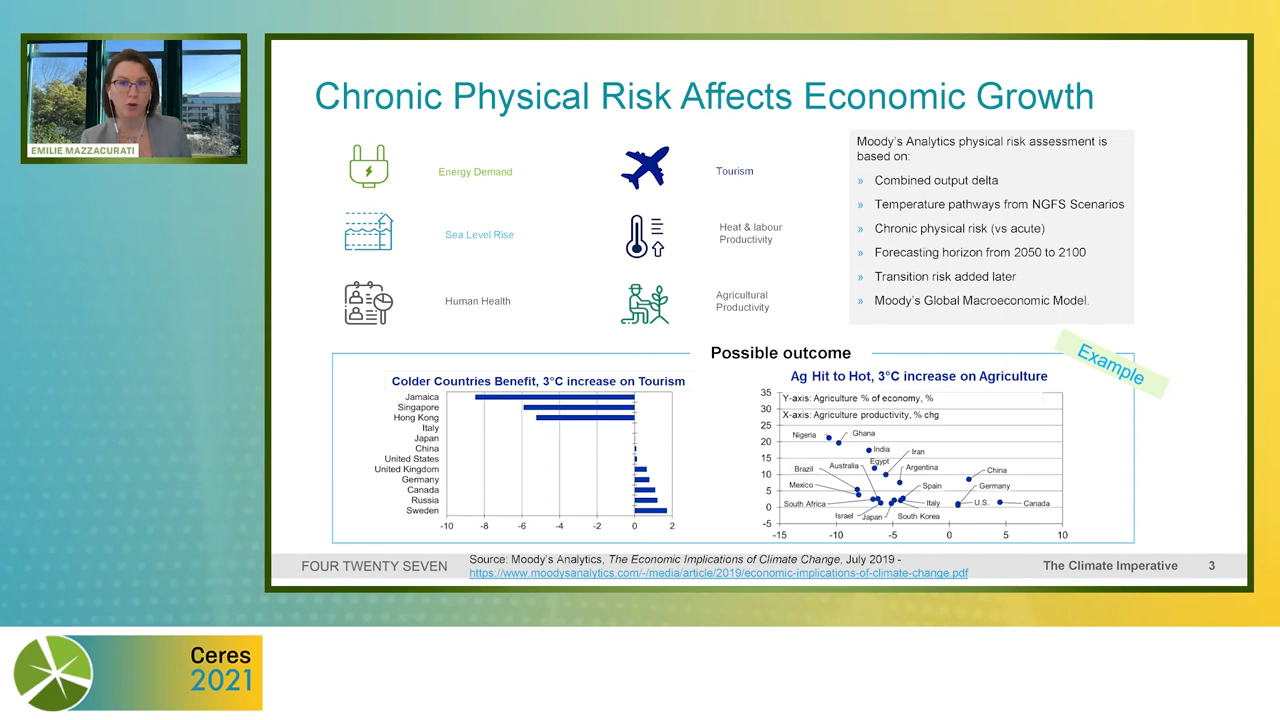 EMILIE MAZZACURATI
Chronic Physical Risk Affects Economic Growth
Energy Demand
Tourism
Sea Level Rise
Heat & labour
Productivity
Human Health
Agricultural
Productivity
Moody's Analytics physical risk assessment is
based on:
» Combined output delta
» Temperature pathways from NGFS Scenarios
» Chronic physical risk (vs acute)
» Forecasting horizon from 2050 to 2100
» Transition risk added later
» Moody's Global Macroeconomic Model.
Possible outcome
Example
Colder Countries Benefit, 3°C increase on Tourism
Jamaica
Singapore
Hong Kong
Italy
Japan
China
United States
United Kingdom
Germany
Canada
Russia
Sweden
-10 -8 -6 -4 -2 0 2
Ag Hit to Hot, 3°C increase on Agriculture
Y-axis: Agriculture % of economy, %
X-axis: Agriculture productivity, % chg
35
30
25
20
15
10
5
0
-5
-15 -10 -5 0 5 10
Nigeria
Ghana
India
Iran
Egypt
Australia
Argentina
Brazil
China
Mexico
Spain
Germany
South Africa
Italy
U.S.
Canada
Israel
Japan
South Korea
FOUR TWENTY SEVEN
Source: Moody's Analytics, The Economic Implications of Climate Change, July 2019 -
https://www.moodysanalytics.com/-/media/article/2019/economic-implications-of-climate-change.pdf
The Climate Imperative 3
Ceres
2021